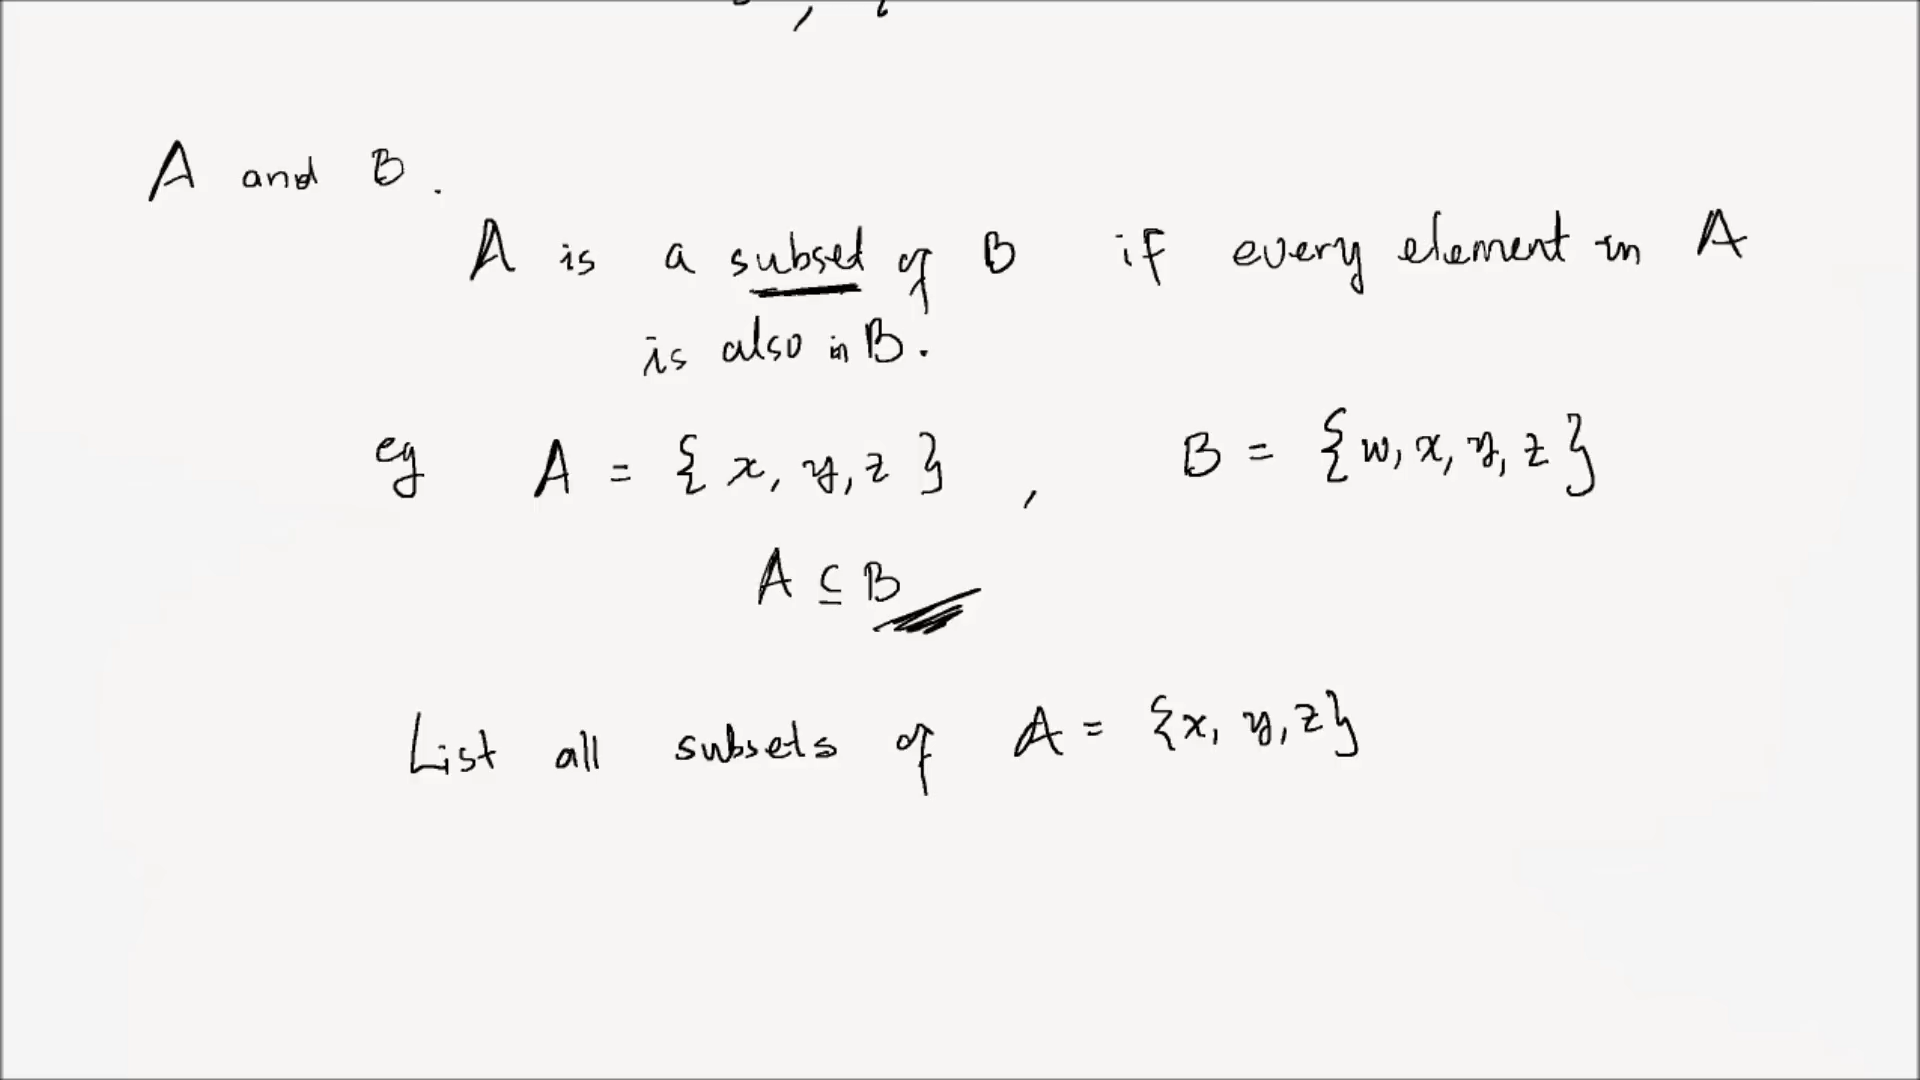 A and B.
A is a subset of B if every element in A
is also in B.
eg A = { x, y, z } , B = {w, x, y, z}
A ⊆ B
List all subsets of A = {x, y, z}